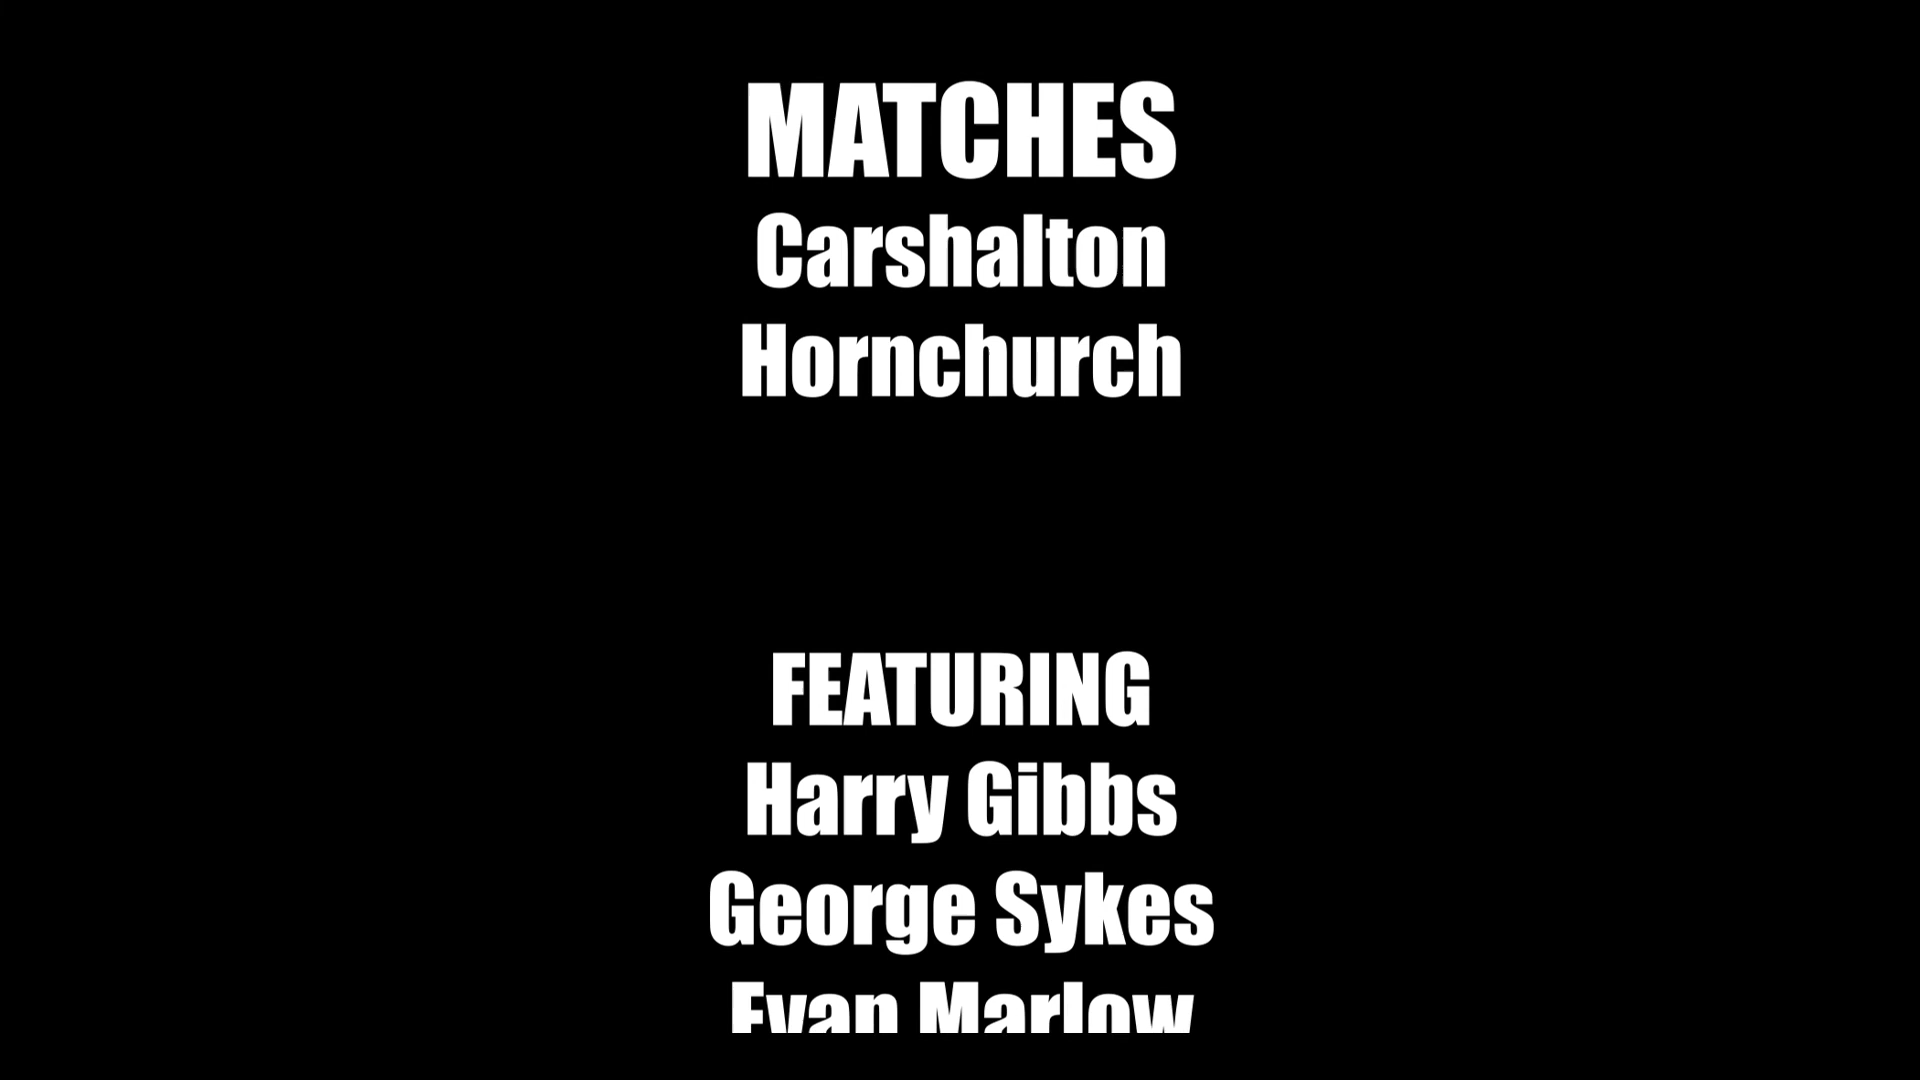 MATCHES
Carshalton
Hornchurch
FEATURING
Harry Gibbs
George Sykes
Evan Marlow